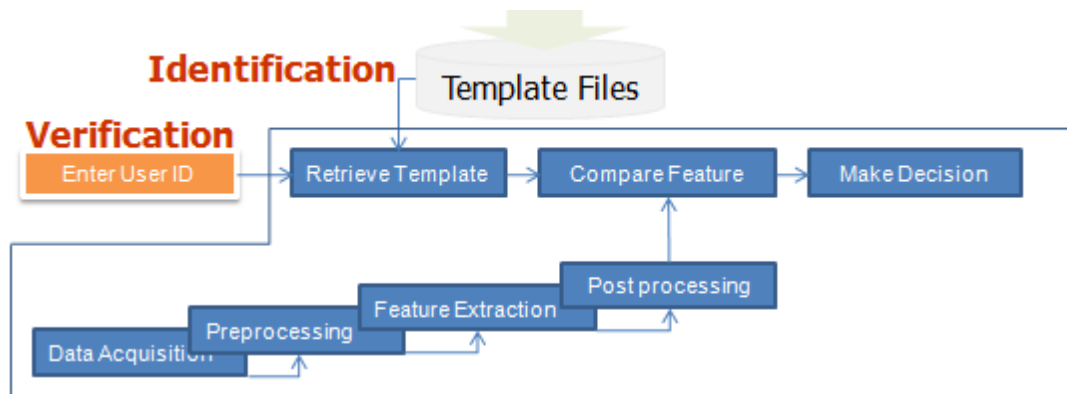 Identification
Template Files
Verification
Enter User ID
Retrieve Template
Compare Feature
Make Decision
Post processing
Feature Extraction
Preprocessing
Data Acquisition